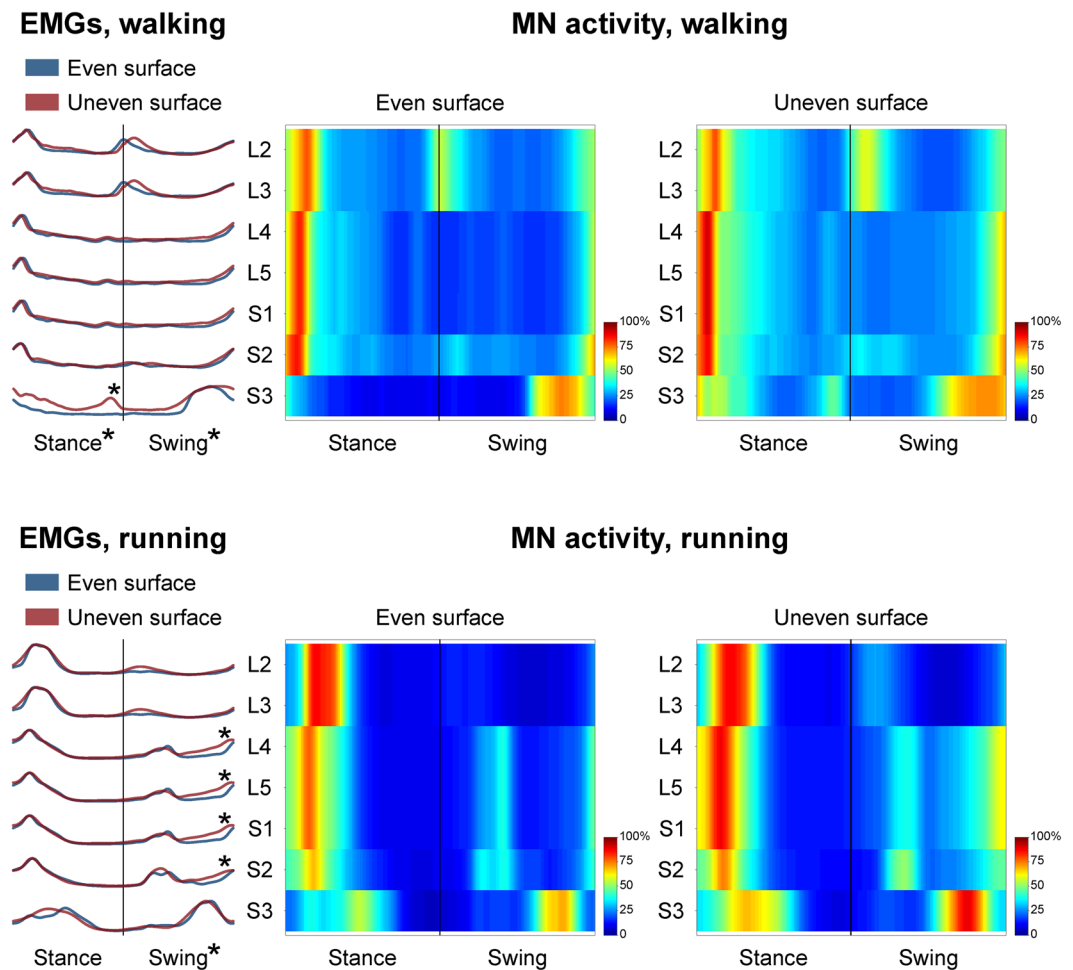 EMGs, walking
MN activity, walking
Even surface
Uneven surface
Even surface
Uneven surface
L2
L3
L4
L5
S1
S2
S3
*
Stance*
Swing*
100%
75
50
25
0
Stance
Swing
L2
L3
L4
L5
S1
S2
S3
100%
75
50
25
0
Stance
Swing
EMGs, running
MN activity, running
Even surface
Uneven surface
Even surface
Uneven surface
*
*
*
*
Stance
Swing*
L2
L3
L4
L5
S1
S2
S3
100%
75
50
25
0
Stance
Swing
L2
L3
L4
L5
S1
S2
S3
100%
75
50
25
0
Stance
Swing